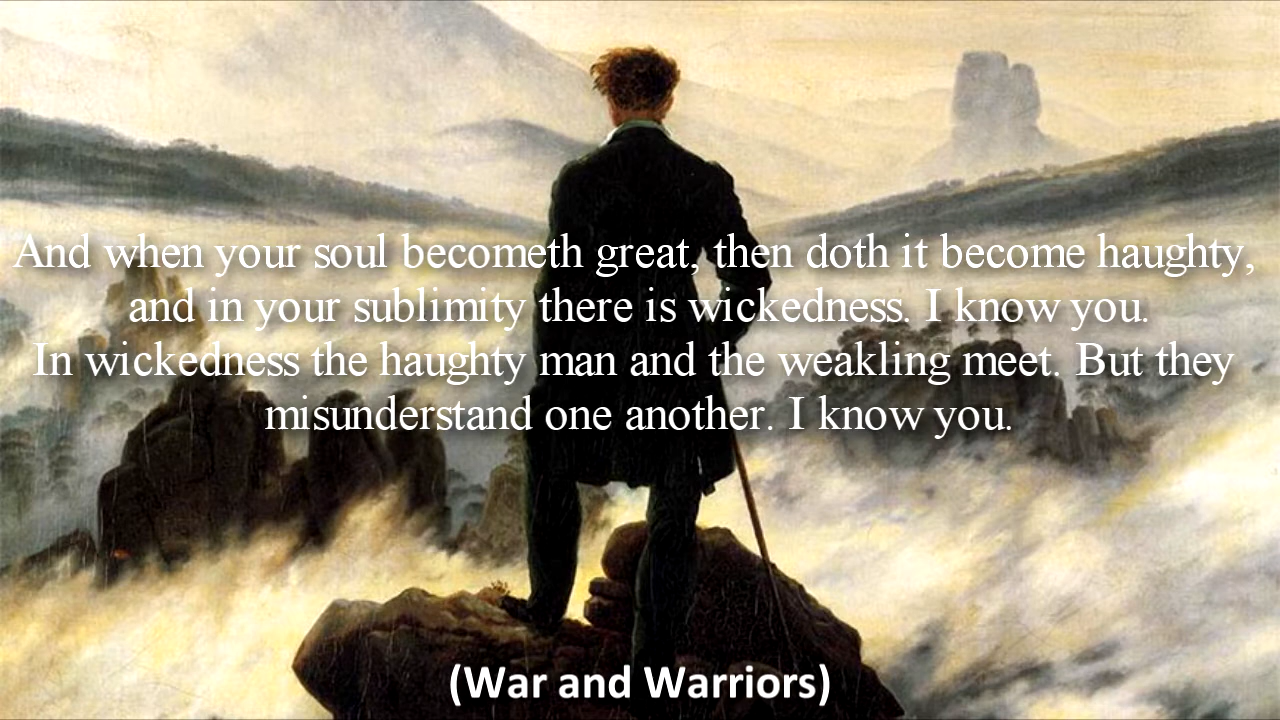 And when your soul becometh great, then doth it become haughty,
and in your sublimity there is wickedness. I know you.
In wickedness the haughty man and the weakling meet. But they
misunderstand one another. I know you.
(War and Warriors)